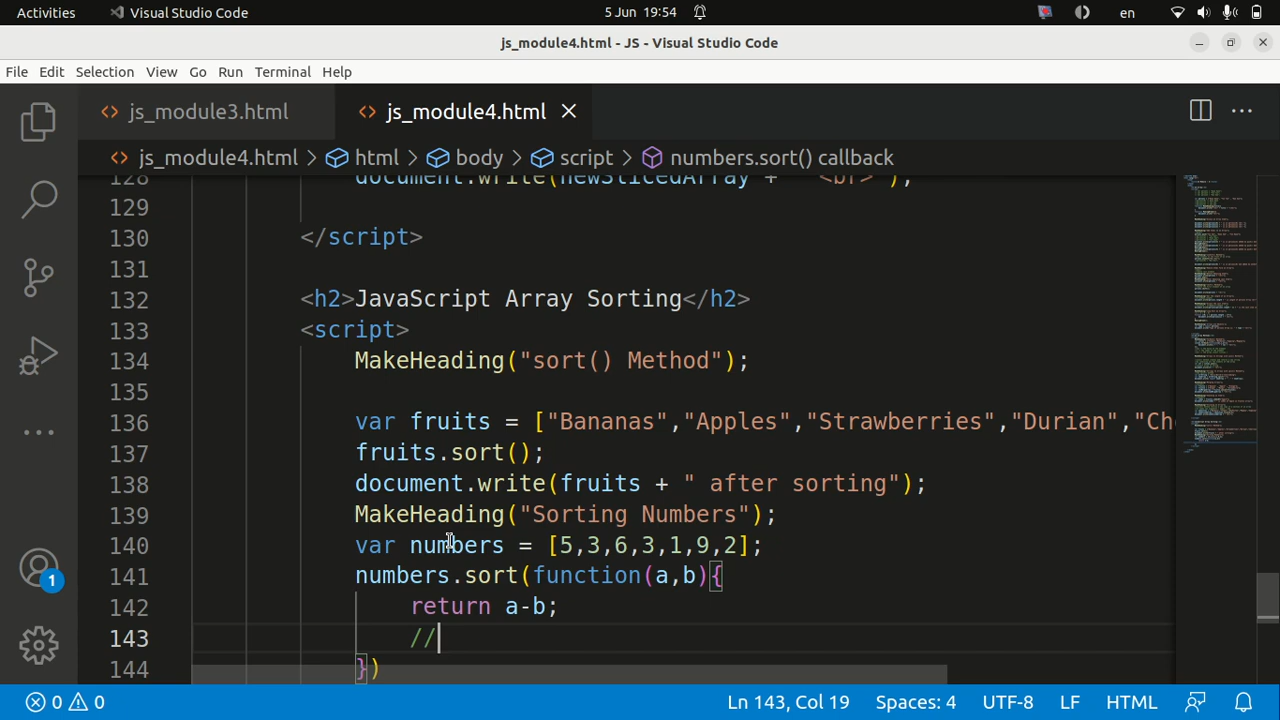 Activities Visual Studio Code 5 Jun 19:54 en
js_module4.html - JS - Visual Studio Code
File Edit Selection View Go Run Terminal Help
<> js_module3.html <> js_module4.html
<> js_module4.html > html > body > script > numbers.sort() callback
128 document.write(newSlicedArray + "<br>");
129
130 </script>
131
132 <h2>JavaScript Array Sorting</h2>
133 <script>
134 MakeHeading("sort() Method");
135
136 var fruits = ["Bananas","Apples","Strawberries","Durian","Ch
137 fruits.sort();
138 document.write(fruits + " after sorting");
139 MakeHeading("Sorting Numbers");
140 var numbers = [5,3,6,3,1,9,2];
141 numbers.sort(function(a,b){
142 return a-b;
143 //
144 })
1
0 0 Ln 143, Col 19 Spaces: 4 UTF-8 LF HTML